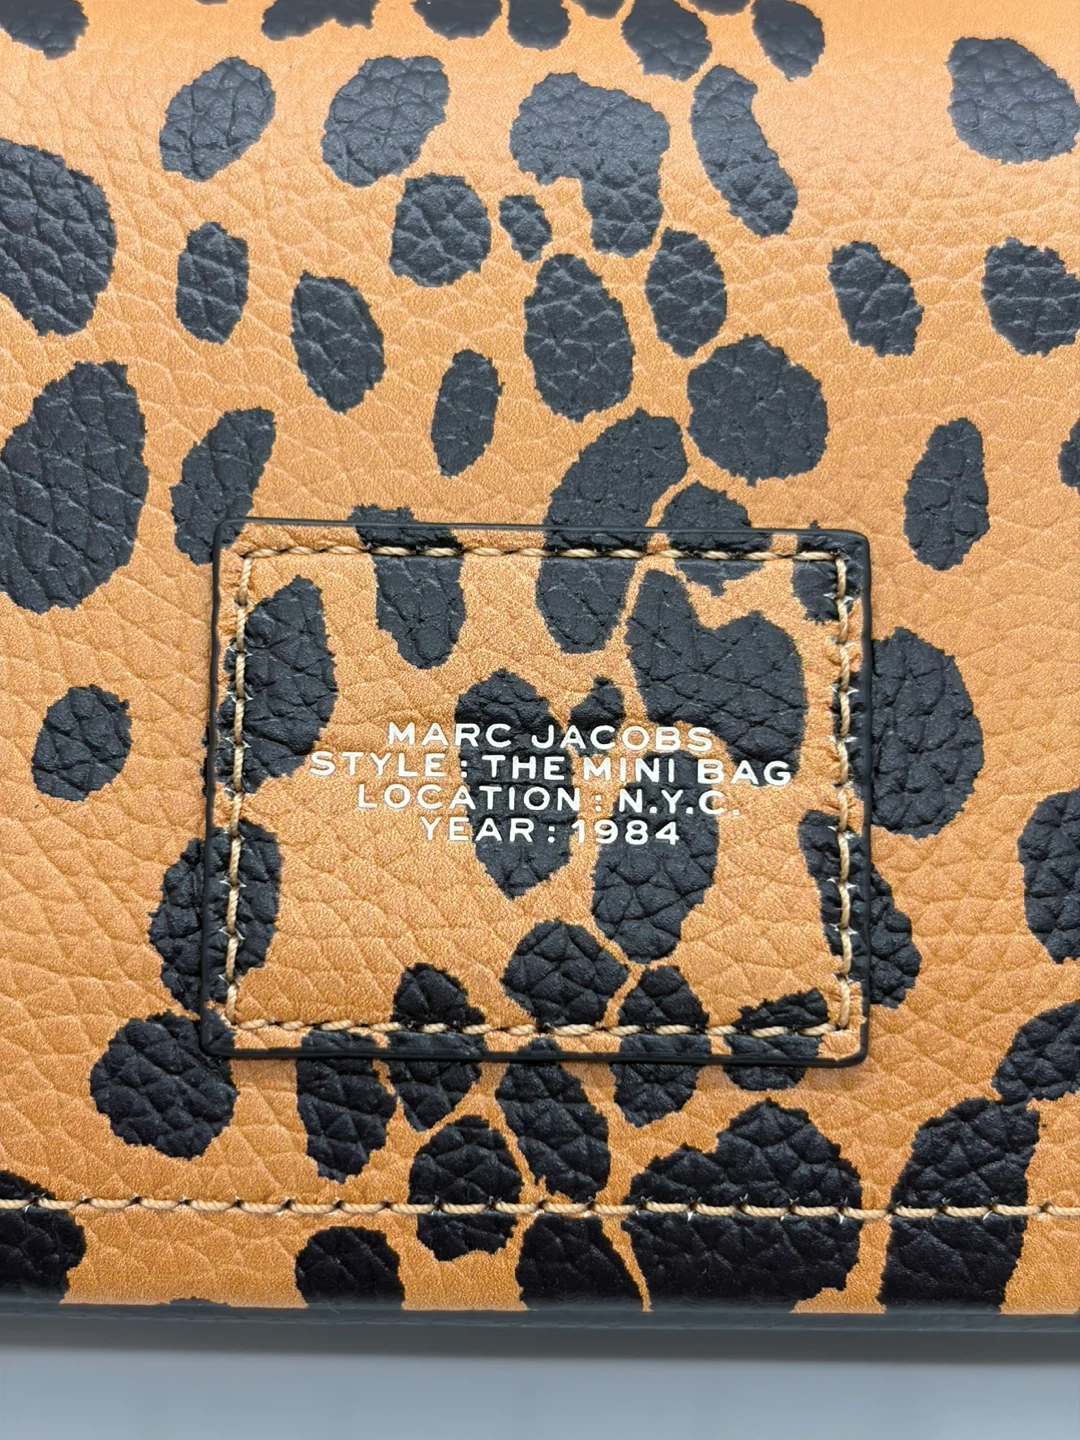 MARC JACOBS
STYLE: THE MINI BAG
LOCATION: N.Y.C.
YEAR: 1984